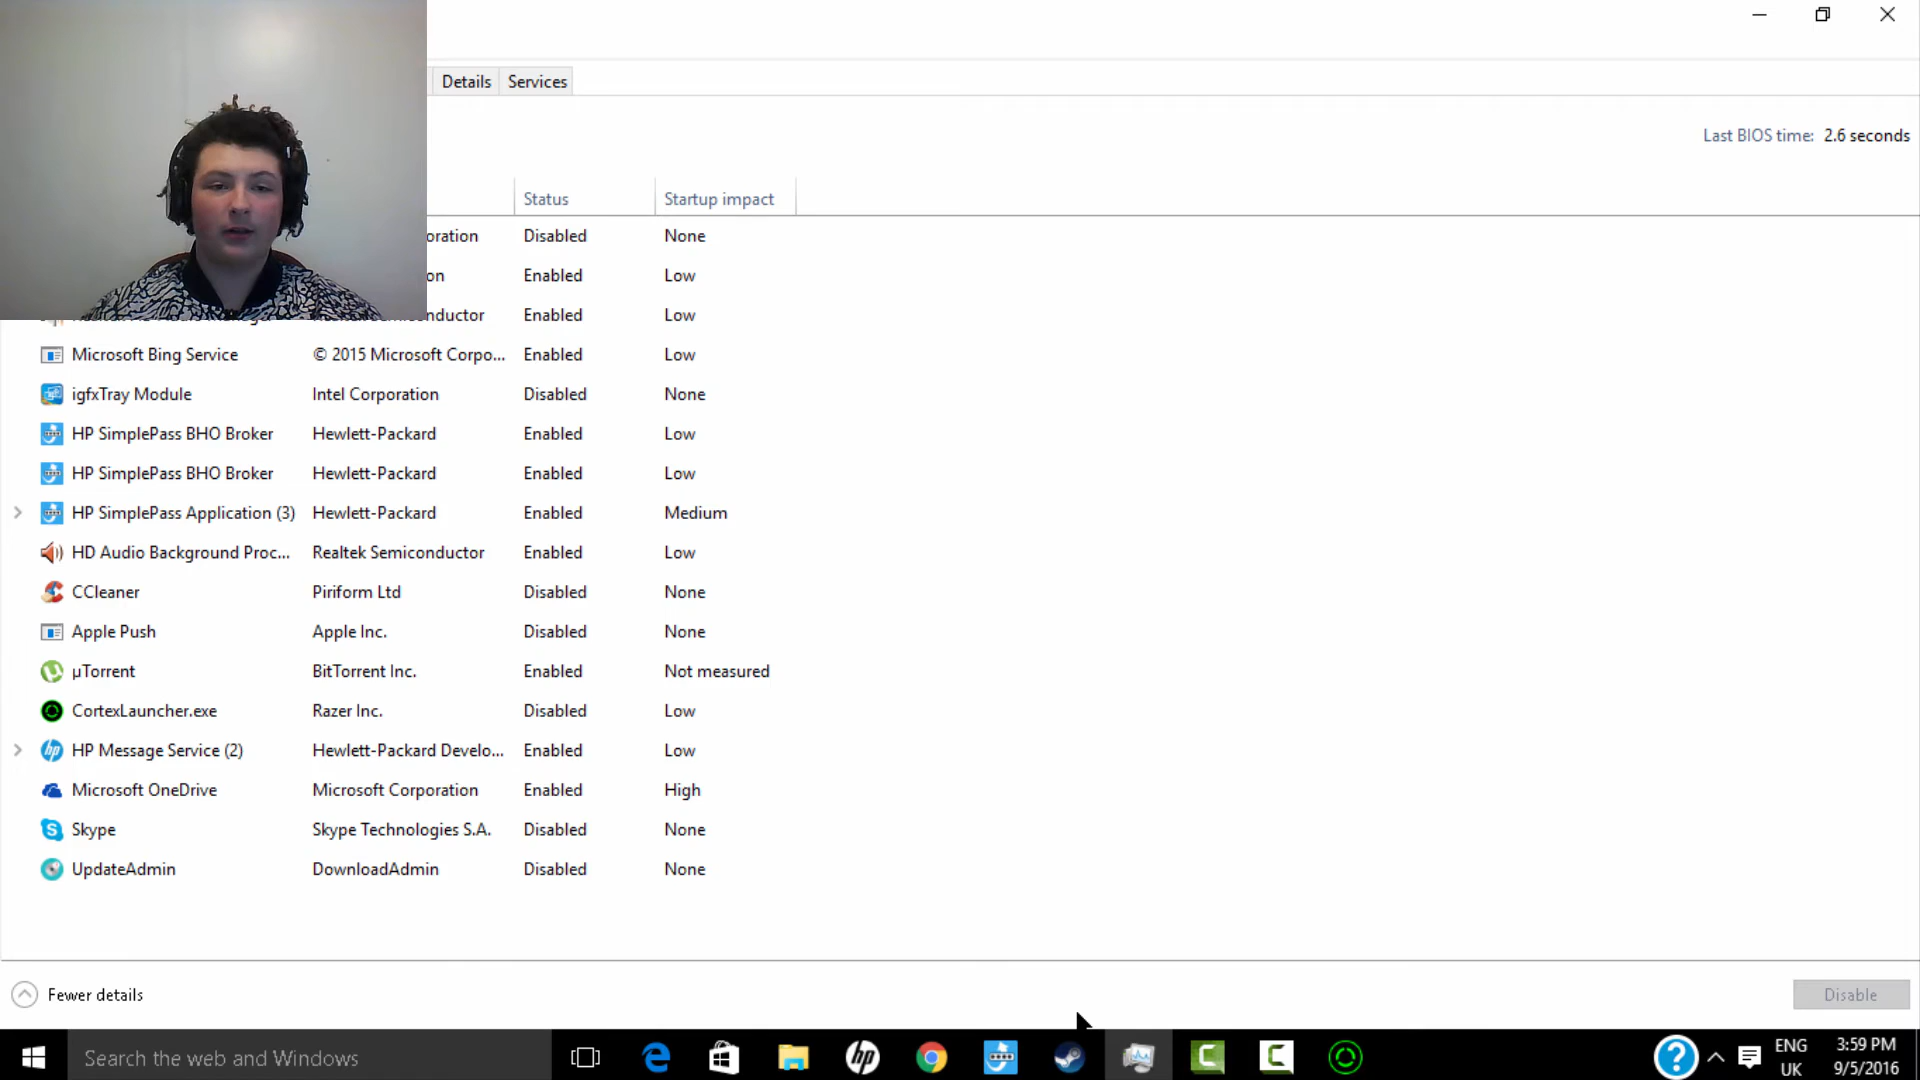 Details Services
Last BIOS time: 2.6 seconds
Status Startup impact
oration Disabled None
on Enabled Low
nductor Enabled Low
Microsoft Bing Service © 2015 Microsoft Corpo... Enabled Low
igfxTray Module Intel Corporation Disabled None
HP SimplePass BHO Broker Hewlett-Packard Enabled Low
HP SimplePass BHO Broker Hewlett-Packard Enabled Low
HP SimplePass Application (3) Hewlett-Packard Enabled Medium
HD Audio Background Proc... Realtek Semiconductor Enabled Low
CCleaner Piriform Ltd Disabled None
Apple Push Apple Inc. Disabled None
µTorrent BitTorrent Inc. Enabled Not measured
CortexLauncher.exe Razer Inc. Disabled Low
HP Message Service (2) Hewlett-Packard Develo... Enabled Low
Microsoft OneDrive Microsoft Corporation Enabled High
Skype Skype Technologies S.A. Disabled None
UpdateAdmin DownloadAdmin Disabled None
Fewer details Disable
Search the web and Windows
ENG 3:59 PM
UK 9/5/2016